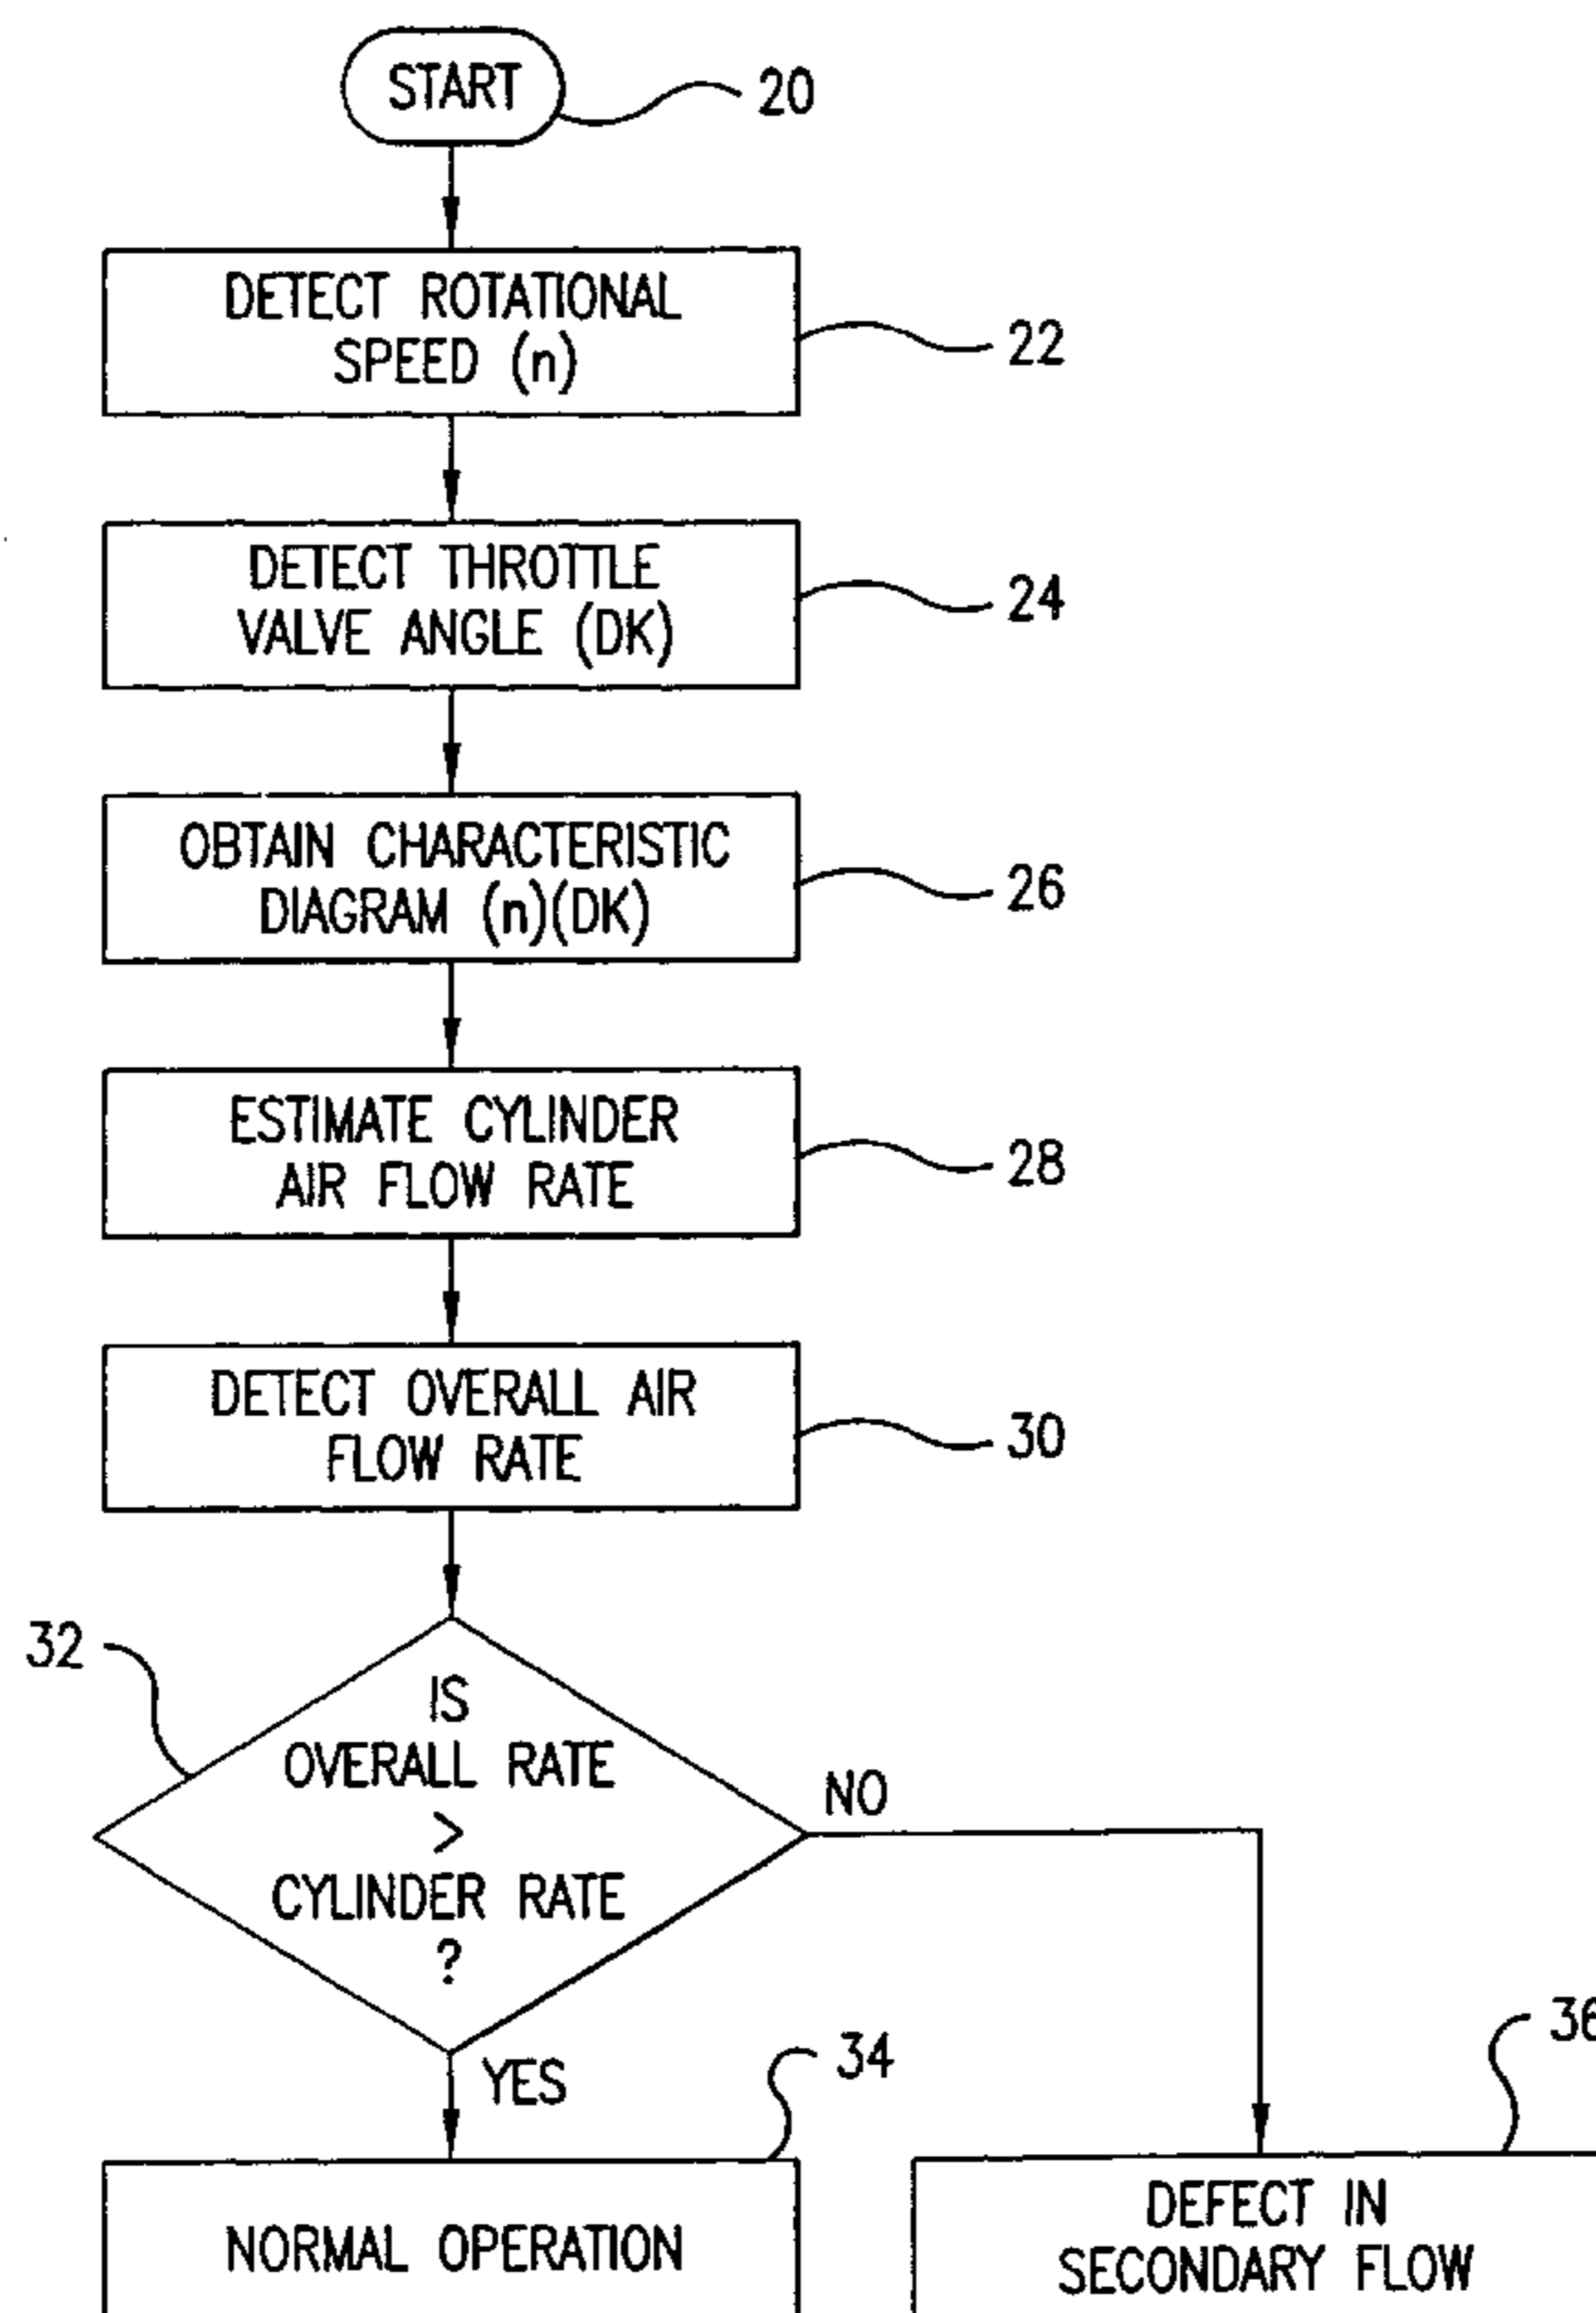 START
20
DETECT ROTATIONAL
SPEED (n)
22
DETECT THROTTLE
VALVE ANGLE (DK)
24
OBTAIN CHARACTERISTIC
DIAGRAM (n)(DK)
26
ESTIMATE CYLINDER
AIR FLOW RATE
28
DETECT OVERALL AIR
FLOW RATE
30
32
IS
OVERALL RATE
>
CYLINDER RATE
?
NO
YES
34
36
NORMAL OPERATION
DEFECT IN
SECONDARY FLOW